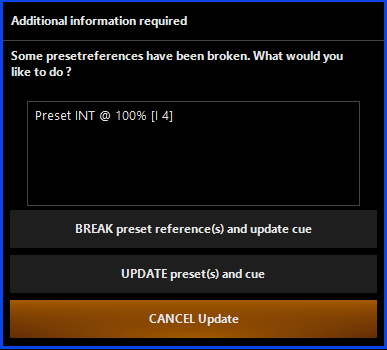 Additional information required
Some presetreferences have been broken. What would you
like to do ?
Preset INT @ 100% [I 4]
BREAK preset reference(s) and update cue
UPDATE preset(s) and cue
CANCEL Update